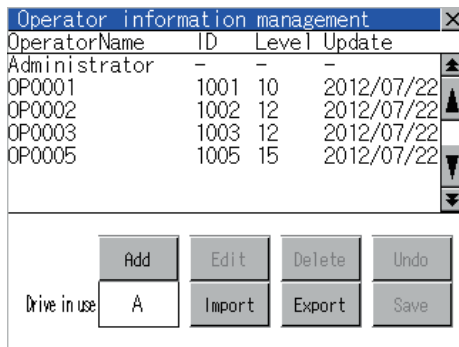 Operator information management
OperatorName ID Level Update
Administrator - - -
OP0001 1001 10 2012/07/22
OP0002 1002 12 2012/07/22
OP0003 1003 12 2012/07/22
OP0005 1005 15 2012/07/22
Add Edit Delete Undo
Drive in use A Import Export Save